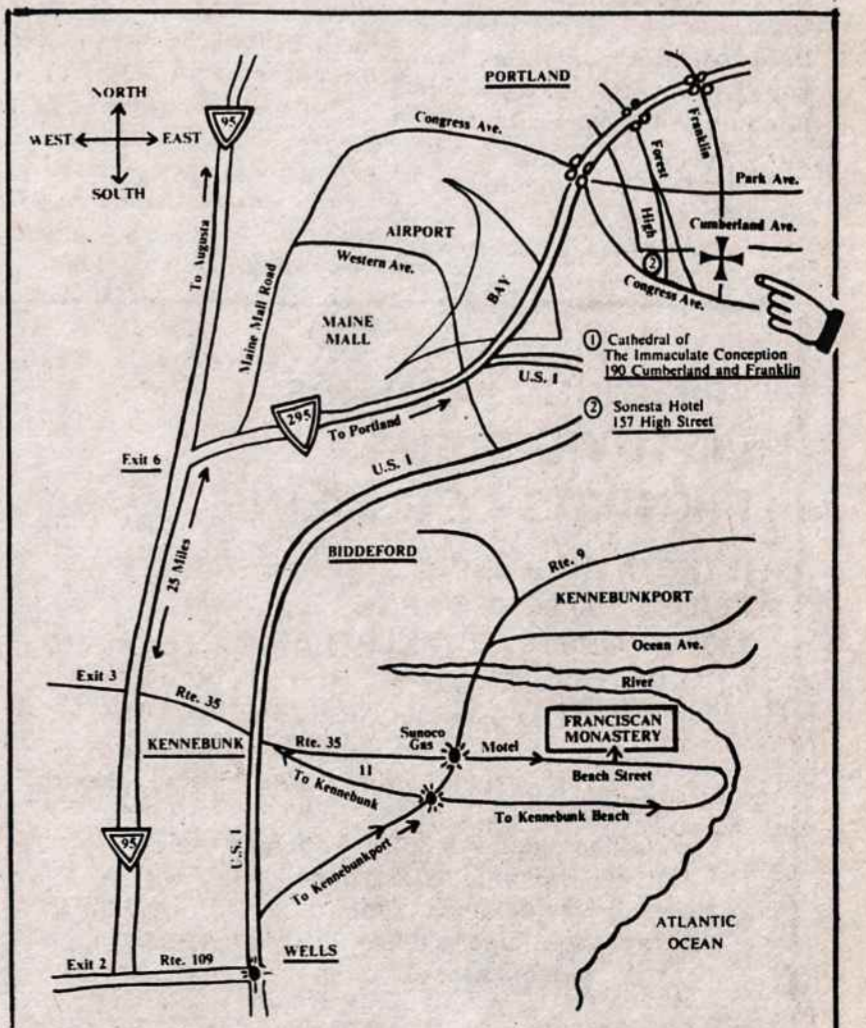 PORTLAND
NORTH
WEST
EAST
SOUTH
95
To Augusta
Congress Ave.
Franklin
Forest
High
Park Ave.
Cumberland Ave.
AIRPORT
Western Ave.
BAY
②
Congress Ave.
Maine Mall Road
MAINE
MALL
① Cathedral of
The Immaculate Conception
190 Cumberland and Franklin
U.S. 1
② Sonesta Hotel
157 High Street
295
To Portland
Exit 6
U.S. 1
25 Miles
BIDDEFORD
Rte. 9
KENNEBUNKPORT
Ocean Ave.
River
Exit 3
Rte. 35
FRANCISCAN
MONASTERY
KENNEBUNK
Rte. 35
Sunoco
Gas
Motel
Beach Street
11
To Kennebunk
To Kennebunk Beach
95
U.S. 1
To Kennebunkport
ATLANTIC
OCEAN
WELLS
Exit 2
Rte. 109